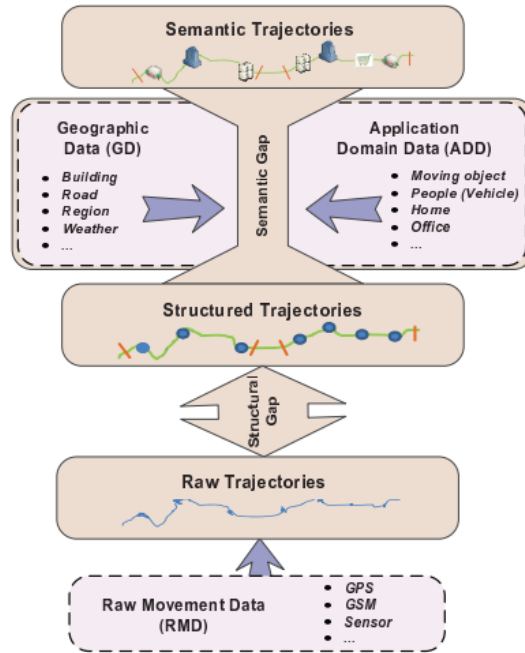 Semantic Trajectories
Geographic
Data (GD)
• Building
• Road
• Region
• Weather
• ...
Semantic Gap
Application
Domain Data (ADD)
• Moving object
• People (Vehicle)
• Home
• Office
• ...
Structured Trajectories
Structural
Gap
Raw Trajectories
Raw Movement Data
(RMD)
• GPS
• GSM
• Sensor
• ...